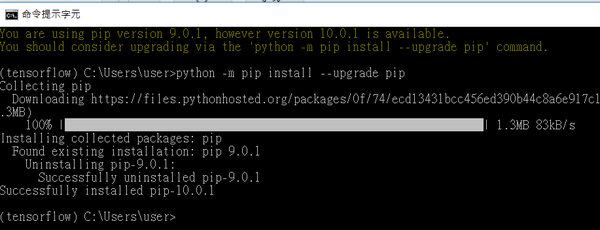 命令提示字元
You are using pip version 9.0.1, however version 10.0.1 is available.
You should consider upgrading via the 'python -m pip install --upgrade pip' command.
(tensorflow) C:\Users\user>python -m pip install --upgrade pip
Collecting pip
Downloading https://files.pythonhosted.org/packages/0f/74/ecd13431bcc456ed390b44c8a6e917c1
.3MB)
100% || 1.3MB 83kB/s
Installing collected packages: pip
Found existing installation: pip 9.0.1
Uninstalling pip-9.0.1:
Successfully uninstalled pip-9.0.1
Successfully installed pip-10.0.1
(tensorflow) C:\Users\user>